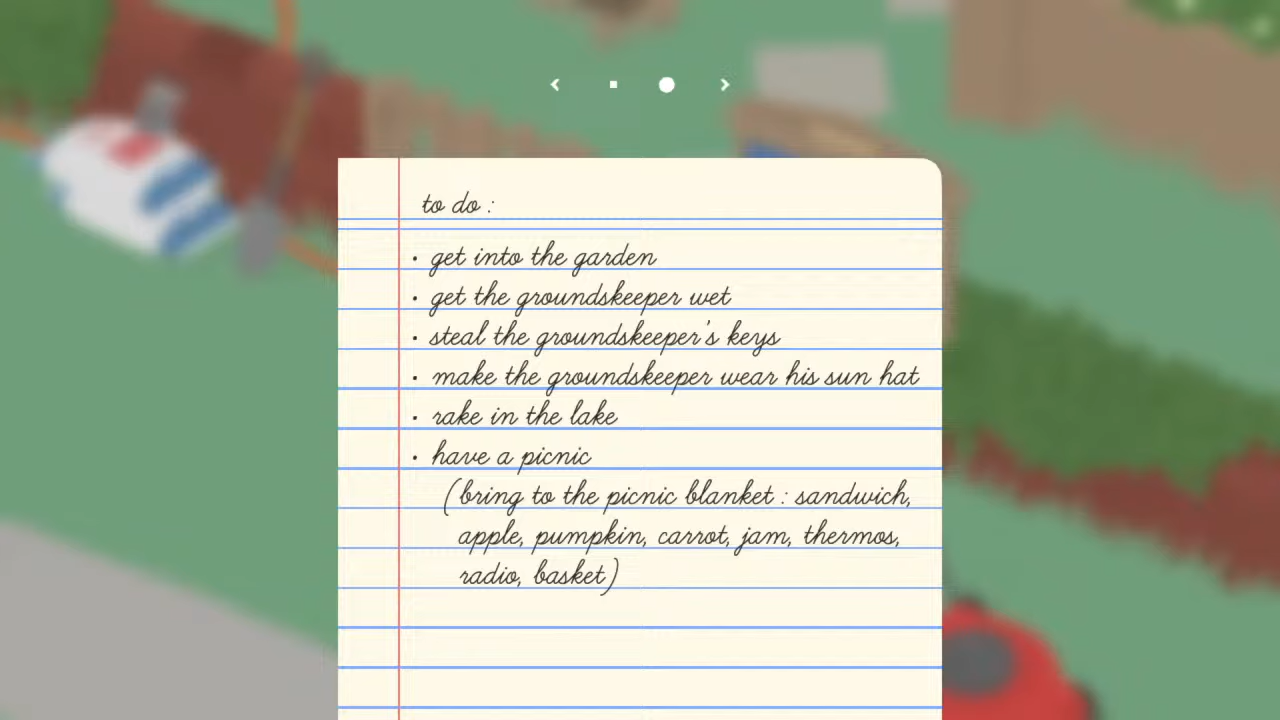 to do :
• get into the garden
• get the groundskeeper wet
• steal the groundskeeper's keys
• make the groundskeeper wear his sun hat
• rake in the lake
• have a picnic
(bring to the picnic blanket : sandwich,
apple, pumpkin, carrot, jam, thermos,
radio, basket)